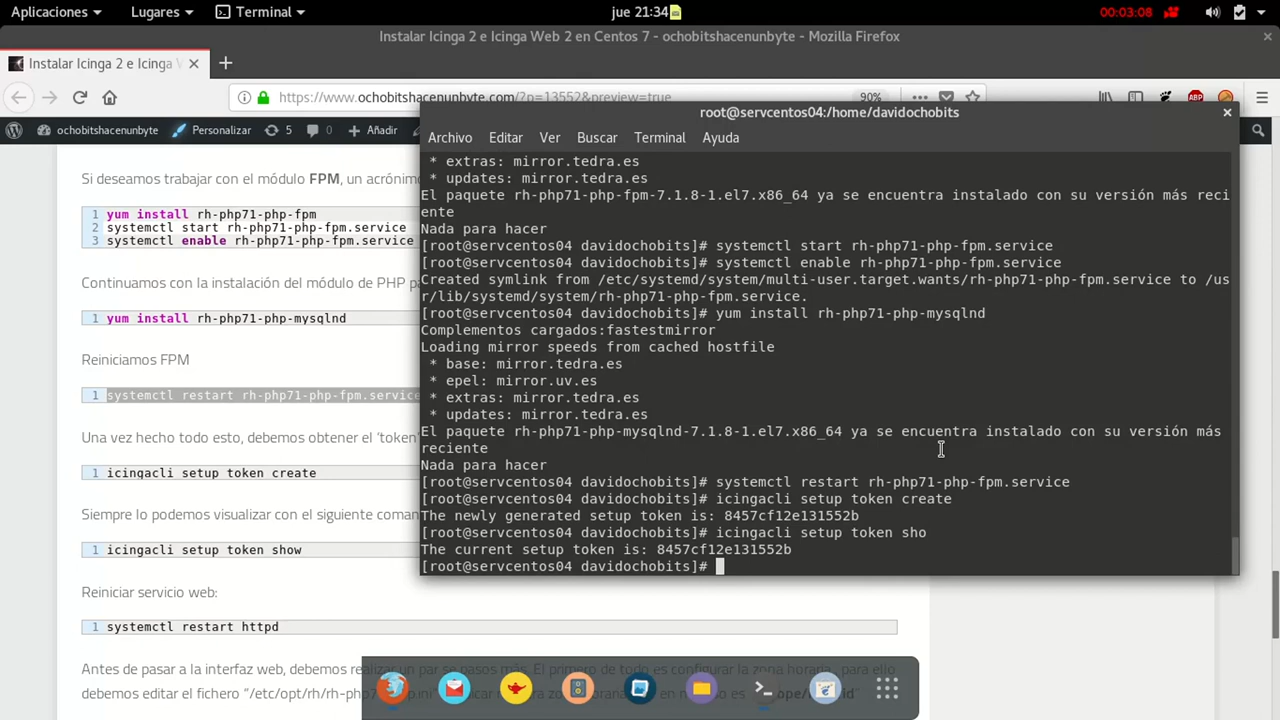 Aplicaciones Lugares Terminal jue 21:34 00:03:08
Instalar Icinga 2 e Icinga Web 2 en Centos 7 - ochobitshacenunbyte - Mozilla Firefox
Instalar Icinga 2 e Icinga W
https://www.ochobitshacenunbyte.com/?p=13552&preview=true 90% ABP
ochobitshacenunbyte Personalizar 5 0 Añadir
root@servcentos04:/home/davidochobits
Archivo Editar Ver Buscar Terminal Ayuda
Si deseamos trabajar con el módulo FPM, un acrónimo
1 yum install rh-php71-php-fpm
2 systemctl start rh-php71-php-fpm.service
3 systemctl enable rh-php71-php-fpm.service
Continuamos con la instalación del módulo de PHP
1 yum install rh-php71-php-mysqlnd
Reiniciamos FPM
1 systemctl restart rh-php71-php-fpm.service
Una vez hecho todo esto, debemos obtener el 'token'
1 icingacli setup token create
Siempre lo podemos visualizar con el siguiente coman
1 icingacli setup token show
Reiniciar servicio web:
1 systemctl restart httpd
Antes de pasar a la interfaz web, debemos realizar un par se pasos más. El primero de todo es configurar la zona horaria, para ello
debemos editar el fichero "/etc/opt/rh/rh-php
* extras: mirror.tedra.es
* updates: mirror.tedra.es
El paquete rh-php71-php-fpm-7.1.8-1.el7.x86_64 ya se encuentra instalado con su versión más reci
ente
Nada para hacer
[root@servcentos04 davidochobits]# systemctl start rh-php71-php-fpm.service
[root@servcentos04 davidochobits]# systemctl enable rh-php71-php-fpm.service
Created symlink from /etc/systemd/system/multi-user.target.wants/rh-php71-php-fpm.service to /us
r/lib/systemd/system/rh-php71-php-fpm.service.
[root@servcentos04 davidochobits]# yum install rh-php71-php-mysqlnd
Complementos cargados:fastestmirror
Loading mirror speeds from cached hostfile
* base: mirror.tedra.es
* epel: mirror.uv.es
* extras: mirror.tedra.es
* updates: mirror.tedra.es
El paquete rh-php71-php-mysqlnd-7.1.8-1.el7.x86_64 ya se encuentra instalado con su versión más
reciente
Nada para hacer
[root@servcentos04 davidochobits]# systemctl restart rh-php71-php-fpm.service
[root@servcentos04 davidochobits]# icingacli setup token create
The newly generated setup token is: 8457cf12e131552b
[root@servcentos04 davidochobits]# icingacli setup token sho
The current setup token is: 8457cf12e131552b
[root@servcentos04 davidochobits]#